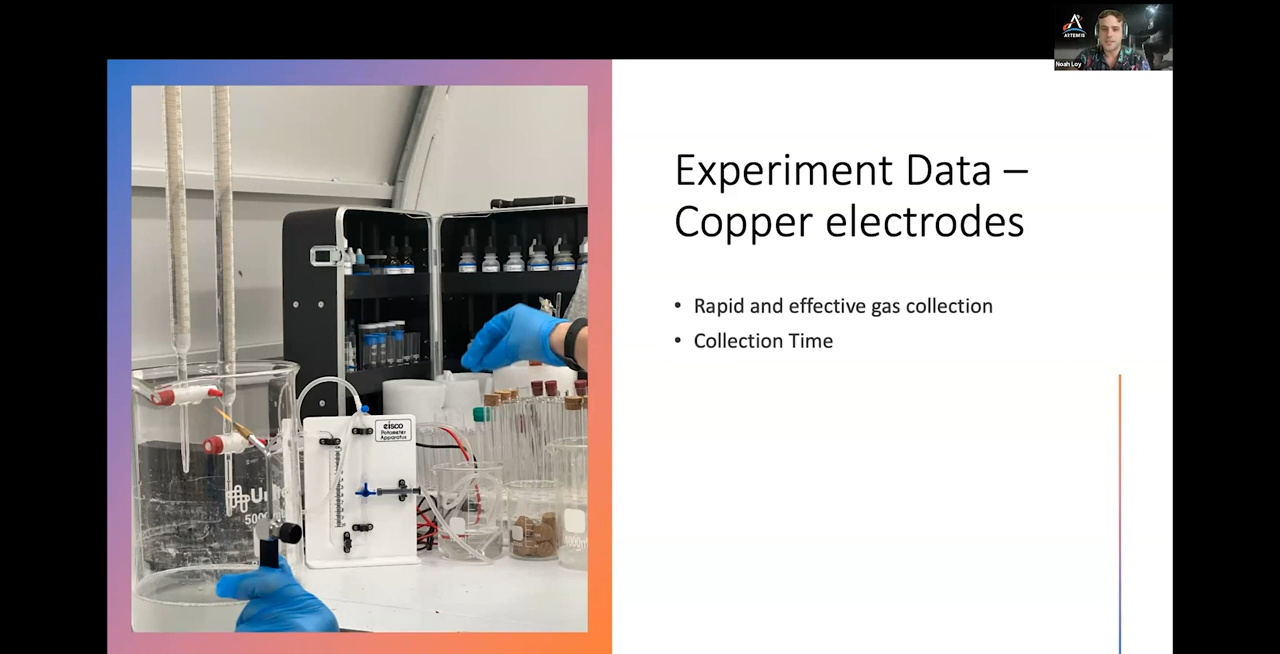 ARTEMIS
Noah Loy
Experiment Data –
Copper electrodes
• Rapid and effective gas collection
• Collection Time
eisco
Potometer
Apparatus